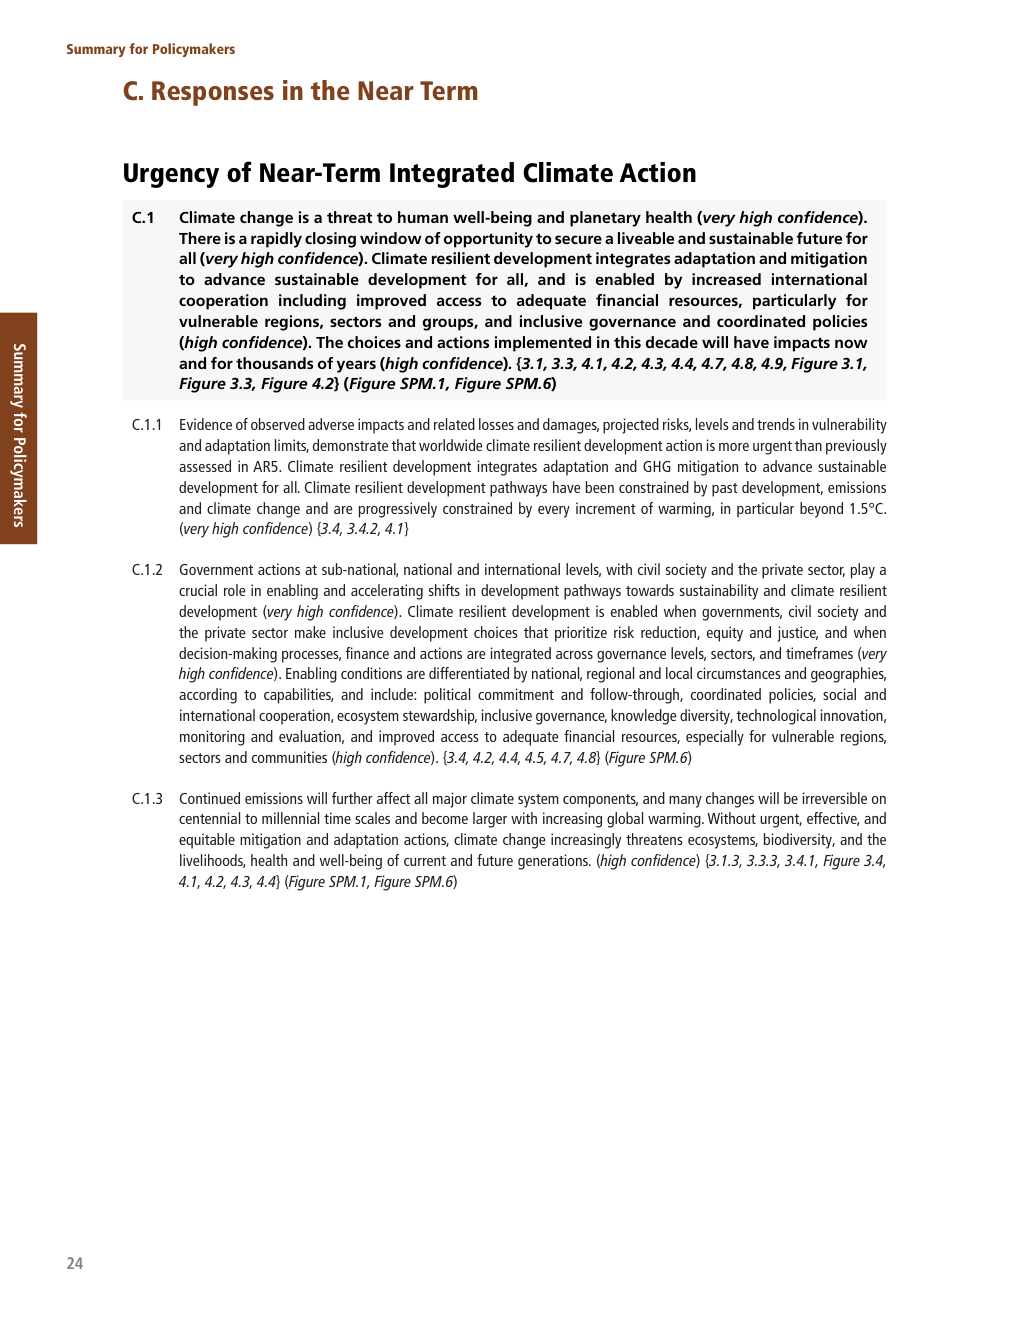 Summary for Policymakers
C. Responses in the Near Term
Urgency of Near-Term Integrated Climate Action
C.1 Climate change is a threat to human well-being and planetary health (very high confidence).
There is a rapidly closing window of opportunity to secure a liveable and sustainable future for
all (very high confidence). Climate resilient development integrates adaptation and mitigation
to advance sustainable development for all, and is enabled by increased international
cooperation including improved access to adequate financial resources, particularly for
vulnerable regions, sectors and groups, and inclusive governance and coordinated policies
(high confidence). The choices and actions implemented in this decade will have impacts now
and for thousands of years (high confidence). {3.1, 3.3, 4.1, 4.2, 4.3, 4.4, 4.7, 4.8, 4.9, Figure 3.1,
Figure 3.3, Figure 4.2} (Figure SPM.1, Figure SPM.6)
C.1.1 Evidence of observed adverse impacts and related losses and damages, projected risks, levels and trends in vulnerability
and adaptation limits, demonstrate that worldwide climate resilient development action is more urgent than previously
assessed in AR5. Climate resilient development integrates adaptation and GHG mitigation to advance sustainable
development for all. Climate resilient development pathways have been constrained by past development, emissions
and climate change and are progressively constrained by every increment of warming, in particular beyond 1.5°C.
(very high confidence) {3.4, 3.4.2, 4.1}
C.1.2 Government actions at sub-national, national and international levels, with civil society and the private sector, play a
crucial role in enabling and accelerating shifts in development pathways towards sustainability and climate resilient
development (very high confidence). Climate resilient development is enabled when governments, civil society and
the private sector make inclusive development choices that prioritize risk reduction, equity and justice, and when
decision-making processes, finance and actions are integrated across governance levels, sectors, and timeframes (very
high confidence). Enabling conditions are differentiated by national, regional and local circumstances and geographies,
according to capabilities, and include: political commitment and follow-through, coordinated policies, social and
international cooperation, ecosystem stewardship, inclusive governance, knowledge diversity, technological innovation,
monitoring and evaluation, and improved access to adequate financial resources, especially for vulnerable regions,
sectors and communities (high confidence). {3.4, 4.2, 4.4, 4.5, 4.7, 4.8} (Figure SPM.6)
C.1.3 Continued emissions will further affect all major climate system components, and many changes will be irreversible on
centennial to millennial time scales and become larger with increasing global warming. Without urgent, effective, and
equitable mitigation and adaptation actions, climate change increasingly threatens ecosystems, biodiversity, and the
livelihoods, health and well-being of current and future generations. (high confidence) {3.1.3, 3.3.3, 3.4.1, Figure 3.4,
4.1, 4.2, 4.3, 4.4} (Figure SPM.1, Figure SPM.6)
Summary for Policymakers
24